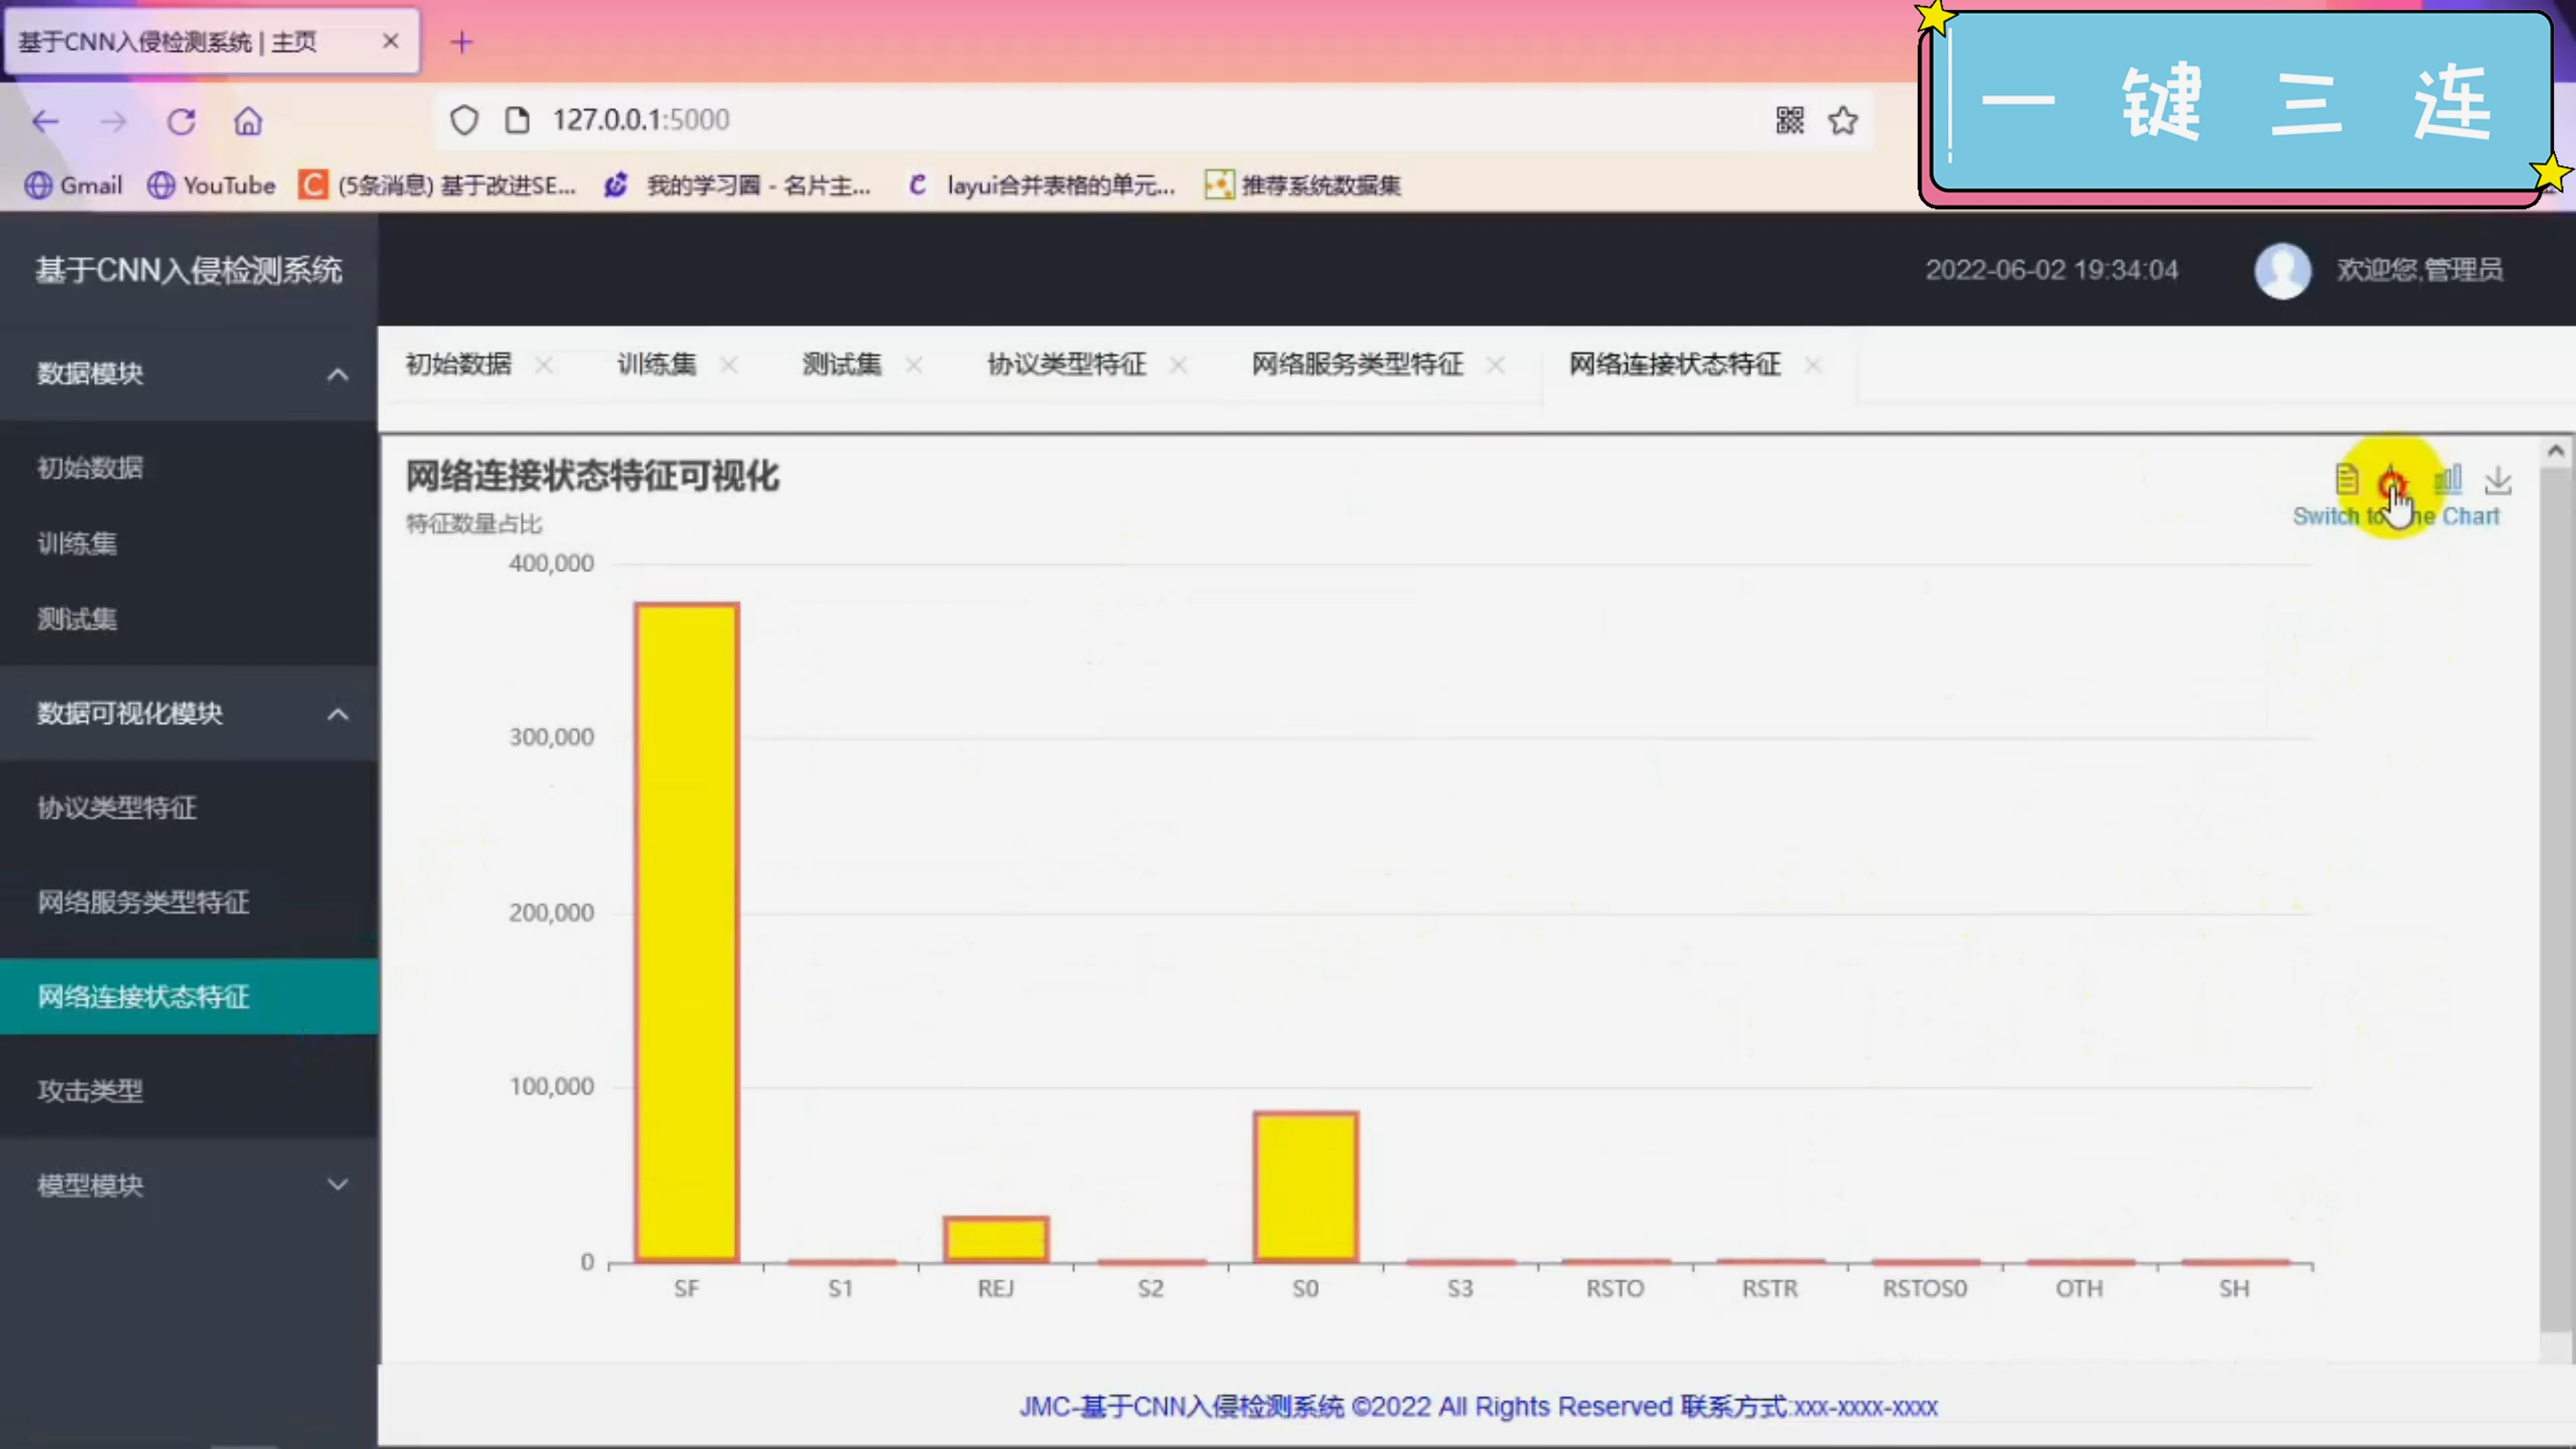 基于CNN入侵检测系统 | 主页
一键三连
127.0.0.1:5000
Gmail
YouTube
(5条消息) 基于改进SE...
我的学习圈 - 名片主...
layui合并表格的单元...
推荐系统数据集
基于CNN入侵检测系统
2022-06-02 19:34:04
欢迎您,管理员
数据模块
初始数据
训练集
测试集
数据可视化模块
协议类型特征
网络服务类型特征
网络连接状态特征
攻击类型
模型模块
初始数据
训练集
测试集
协议类型特征
网络服务类型特征
网络连接状态特征
网络连接状态特征可视化
特征数量占比
Switch to
Chart
400,000
300,000
200,000
100,000
0
SF
S1
REJ
S2
S0
S3
RSTO
RSTR
RSTOS0
OTH
SH
JMC-基于CNN入侵检测系统 ©2022 All Rights Reserved 联系方式:xxx-xxxx-xxxx